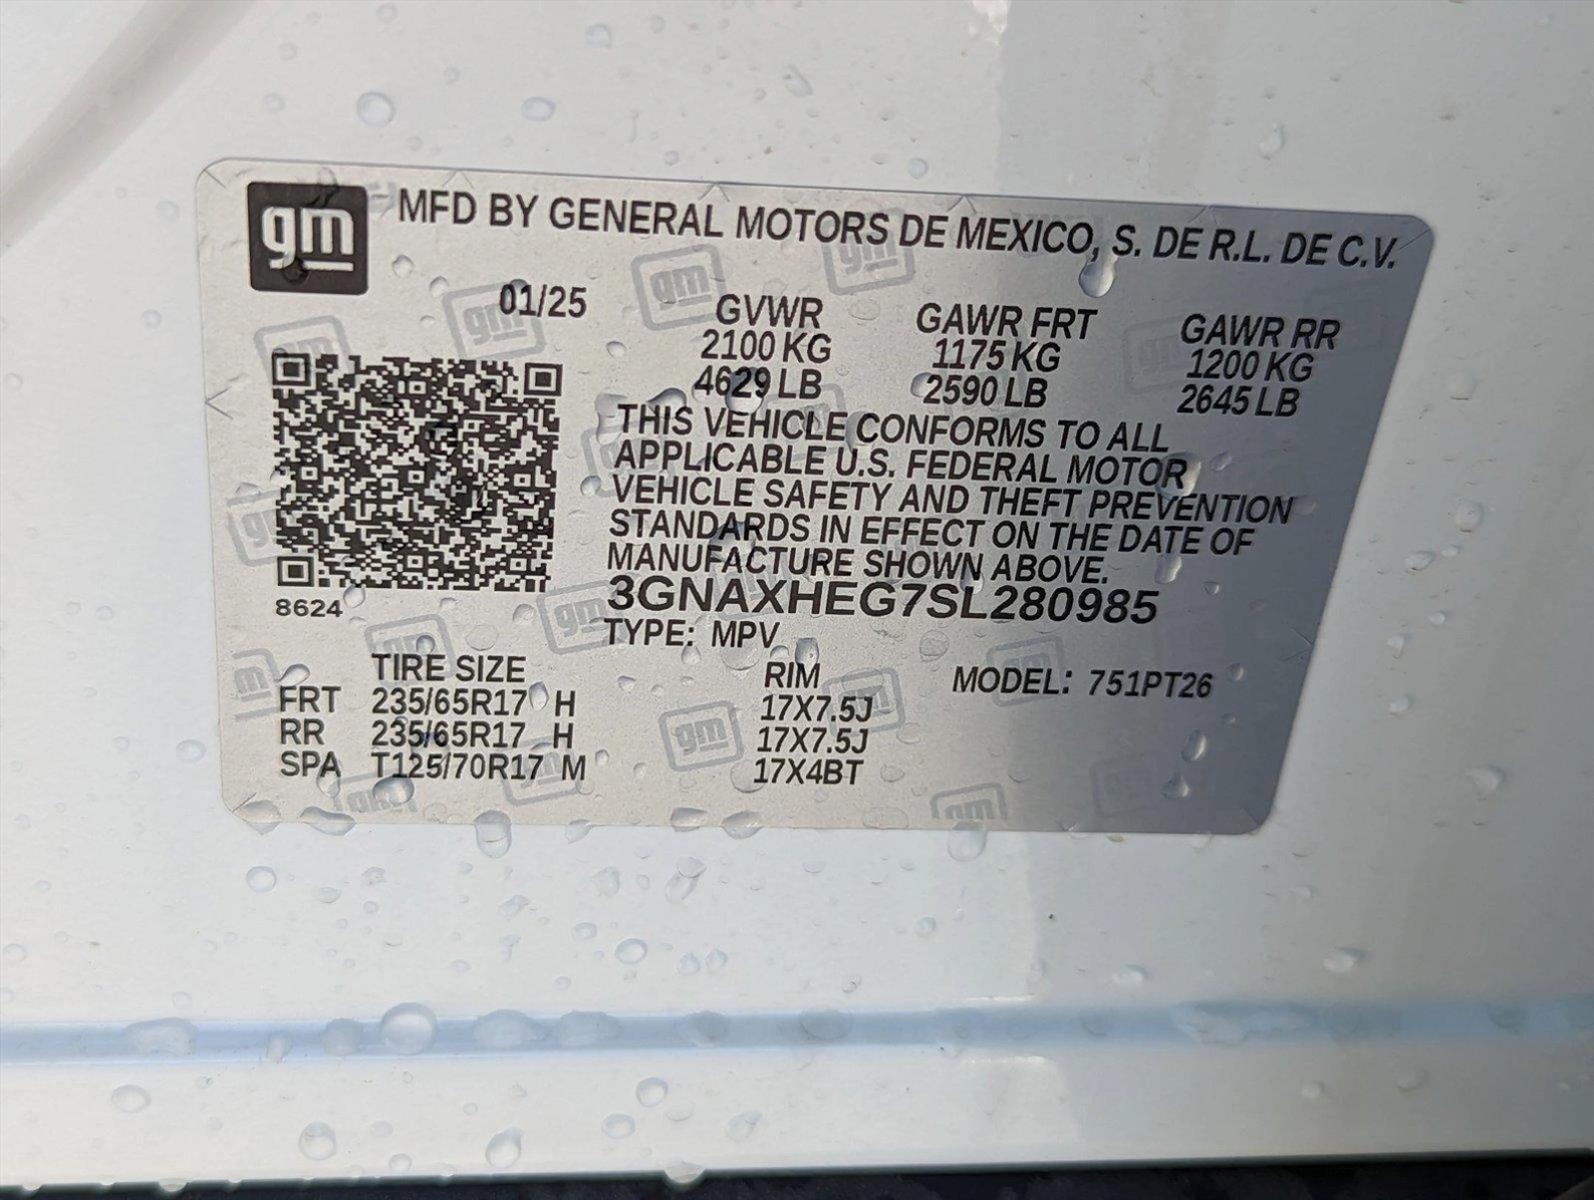 gm MFD BY GENERAL MOTORS DE MEXICO, S. DE R.L. DE C.V.
01/25 GVWR GAWR FRT GAWR RR
2100 KG 1175 KG 1200 KG
4629 LB 2590 LB 2645 LB
THIS VEHICLE CONFORMS TO ALL
APPLICABLE U.S. FEDERAL MOTOR
VEHICLE SAFETY AND THEFT PREVENTION
STANDARDS IN EFFECT ON THE DATE OF
MANUFACTURE SHOWN ABOVE.
3GNAXHEG7SL280985
8624
TYPE: MPV
TIRE SIZE RIM MODEL: 751PT26
FRT 235/65R17 H 17X7.5J
RR 235/65R17 H 17X7.5J
SPA T125/70R17 M 17X4BT